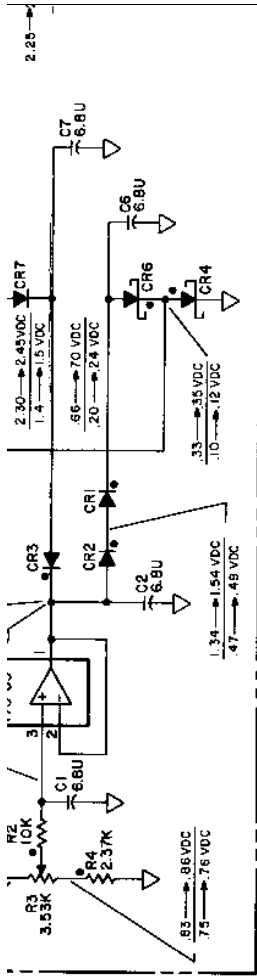 2.25→
C7
6.8U
C6
6.8U
CR7
CR6
CR4
2.30→2.45VDC
1.4→1.5 VDC
.66→.70 VDC
.20→.24 VDC
.33→.35 VDC
.10→.12 VDC
CR1
CR3
CR2
C2
6.8U
1.34→1.54 VDC
.47→.49 VDC
1
+
-
3
2
C1
6.8U
R2
10K
R3
3.53K
R4
2.37K
.83→.86 VDC
.75→.76 VDC